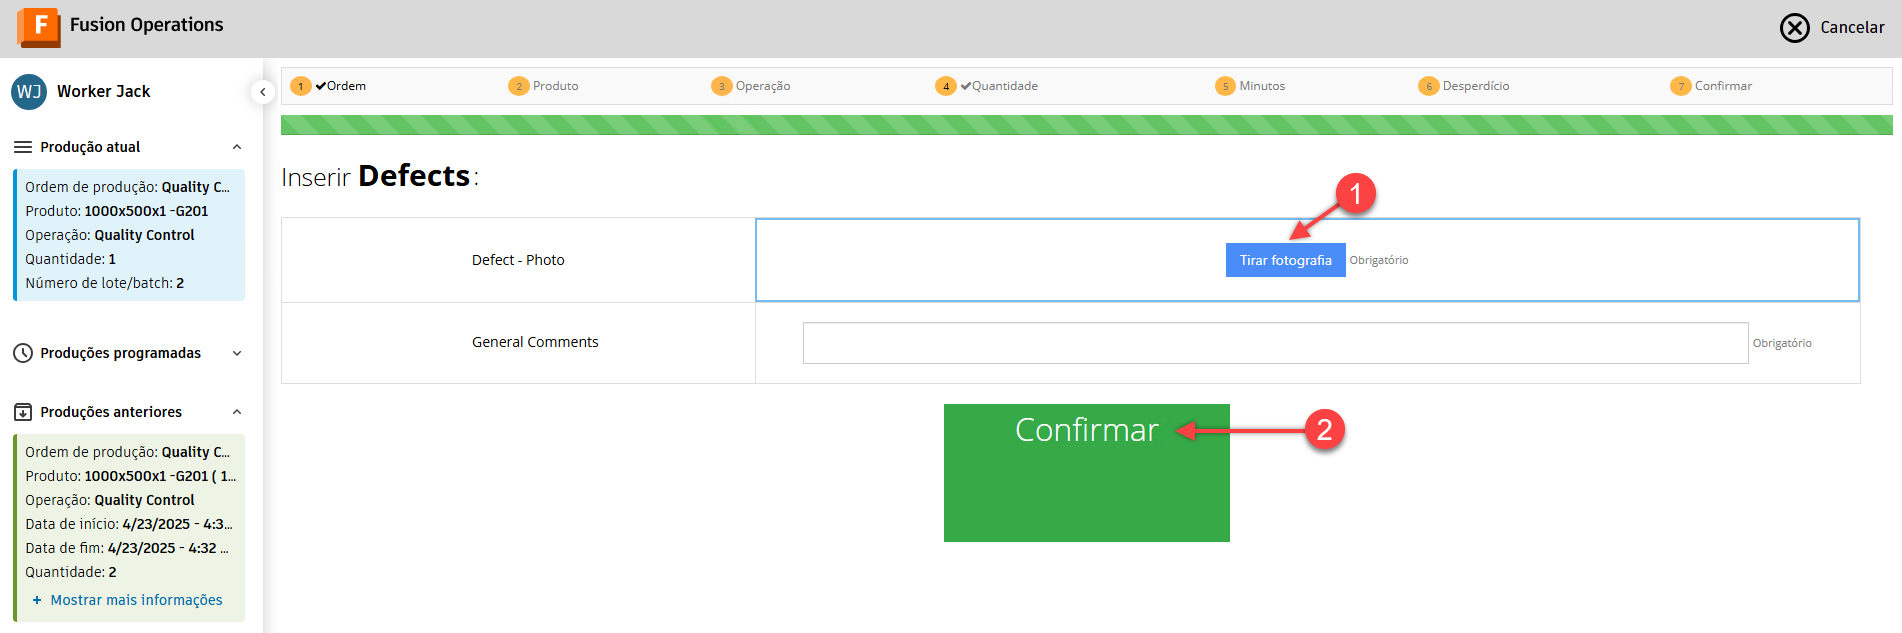 F Fusion Operations
Cancelar
WJ Worker Jack
1 Ordem 2 Produto 3 Operação 4 Quantidade 5 Minutos 6 Desperdício 7 Confirmar
Produção atual
Ordem de produção: Quality C...
Produto: 1000x500x1 -G201
Operação: Quality Control
Quantidade: 1
Número de lote/batch: 2
Produções programadas
Produções anteriores
Ordem de produção: Quality C...
Produto: 1000x500x1 -G201 ( 1...
Operação: Quality Control
Data de início: 4/23/2025 - 4:3...
Data de fim: 4/23/2025 - 4:32 ...
Quantidade: 2
+ Mostrar mais informações
Inserir Defects :
1
Defect - Photo
Tirar fotografia Obrigatório
General Comments
Obrigatório
Confirmar
2